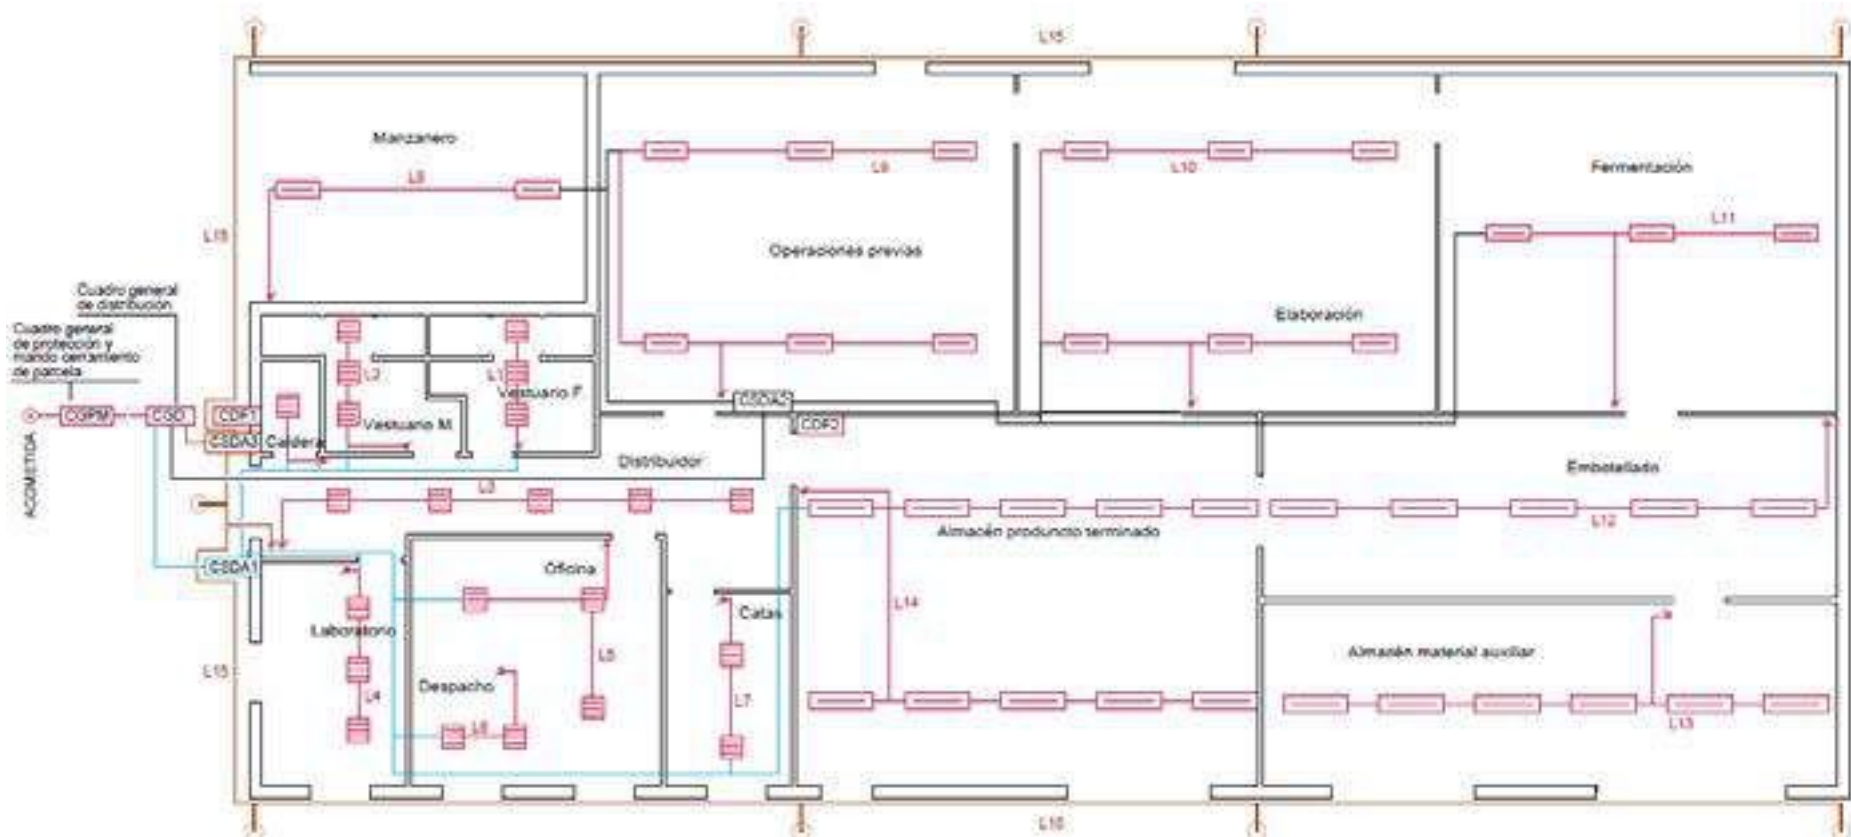 L15
Manzanero
L8
L9
L10
Fermentación
L11
L15
Operaciones previas
Elaboración
Cuadro general
de distribución
Cuadro general
de protección y
mando cerramiento
de parcela
L2
L1
Vestuario F
CSDA2
CGPM
CGD
CDF1
CDF2
Vestuario M
CSDA3
Caldera
ACOMETIDA
Distribuidor
Embotellado
L3
L12
Almacén producto terminado
CSDA1
Oficina
L14
Catas
Laboratorio
L5
Almacén material auxiliar
L15
Despacho
L4
L7
L6
L13